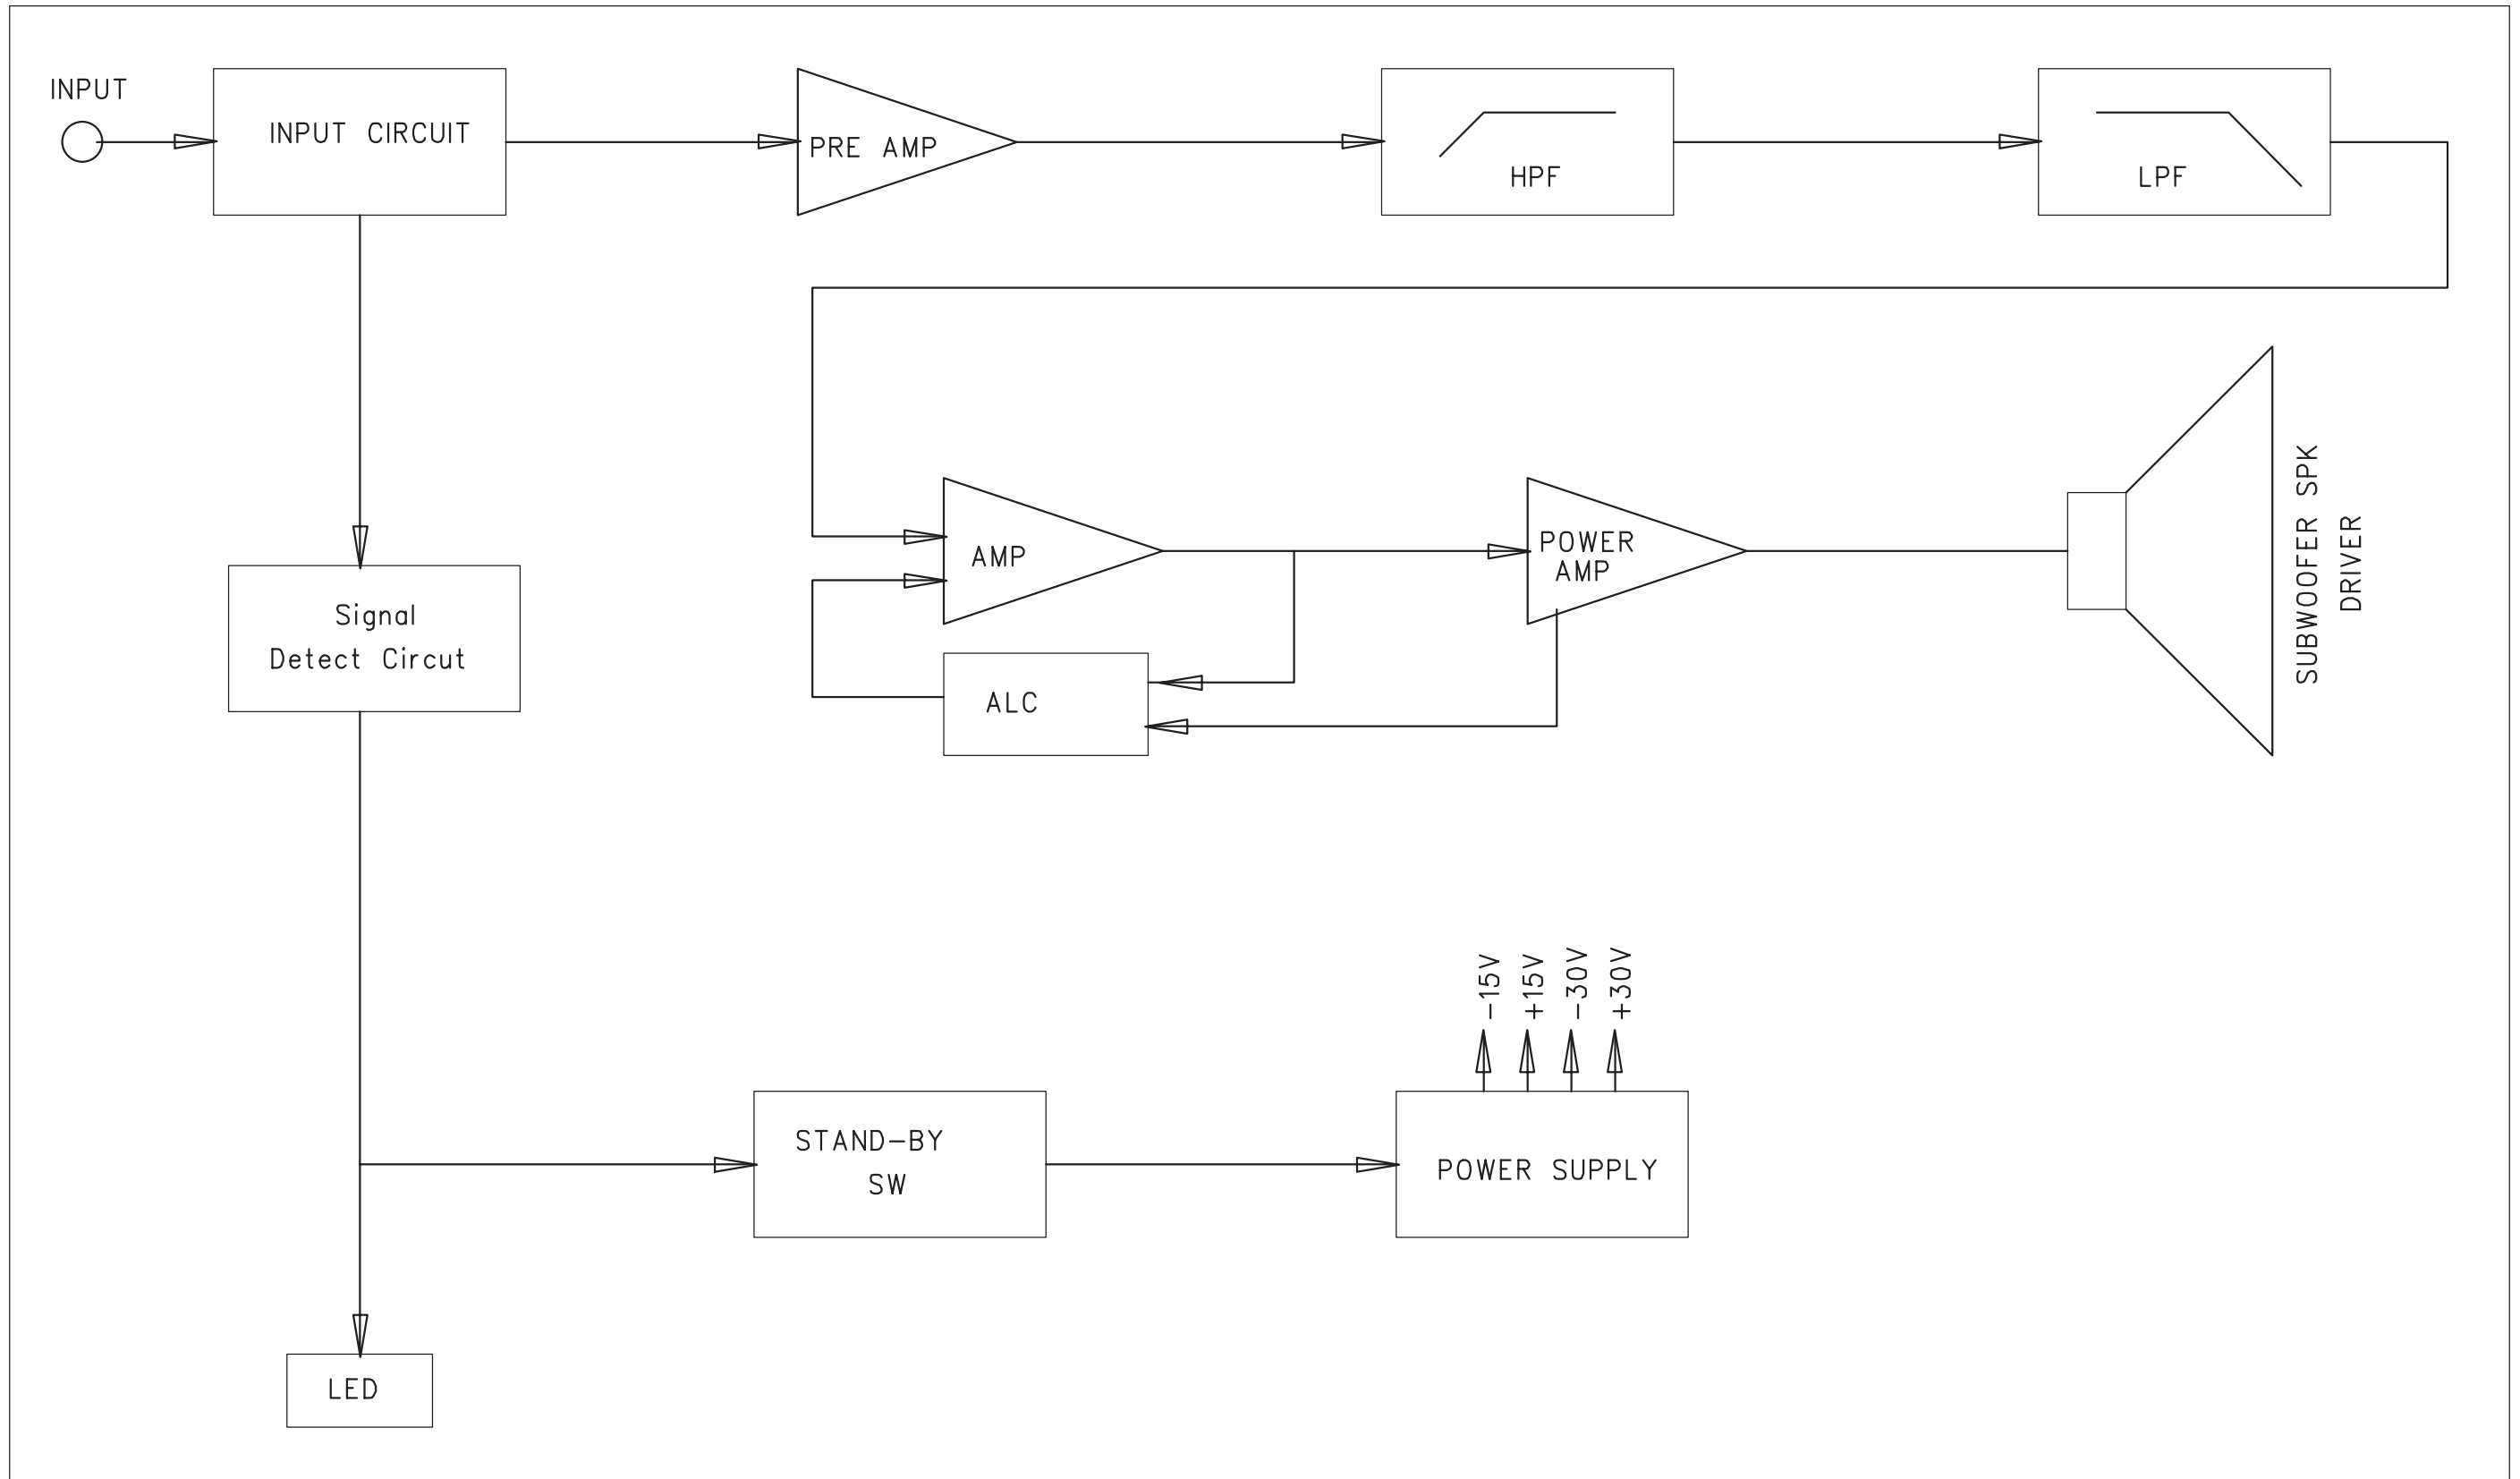 INPUT
INPUT CIRCUIT
PRE AMP
HPF
LPF
AMP
POWER
AMP
SUBWOOFER SPK
DRIVER
Signal
Detect Circut
ALC
-15V
+15V
-30V
+30V
STAND-BY
SW
POWER SUPPLY
LED